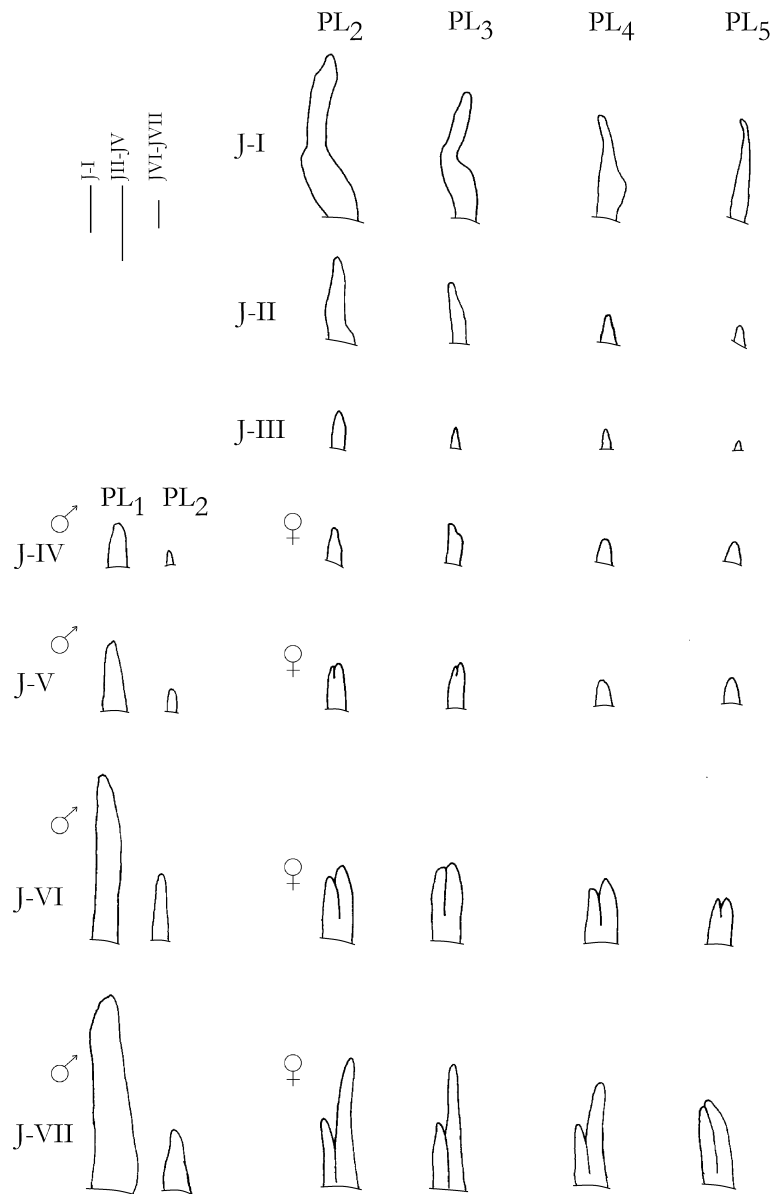 PL2 PL3 PL4 PL5
J-I
J-I
JII-JV
JVI-JVII
J-II
J-III
PL1 PL2
♂ ♀
J-IV
♂ ♀
J-V
♂ ♀
J-VI
♂ ♀
J-VII